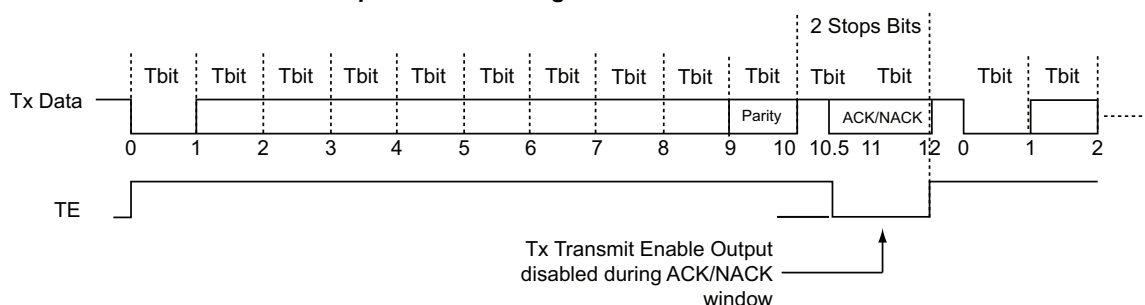 2 Stops Bits
Tbit Tbit Tbit Tbit Tbit Tbit Tbit Tbit Tbit Tbit Tbit Tbit Tbit Tbit
Tx Data
Parity ACK/NACK
0 1 2 3 4 5 6 7 8 9 10 10.5 11 12 0 1 2
TE
Tx Transmit Enable Output
disabled during ACK/NACK
window